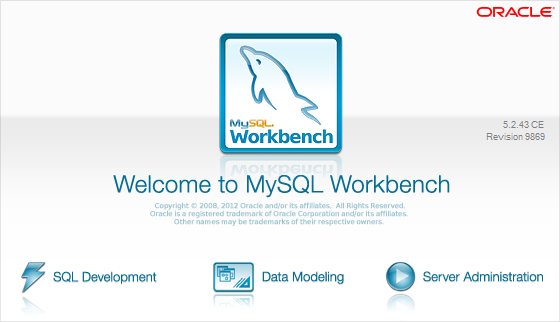 ORACLE
MySQL
Workbench
5.2.43 CE
Revision 9869
Welcome to MySQL Workbench
Copyright © 2008, 2012 Oracle and/or its affiliates. All Rights Reserved.
Oracle is a registered trademark of Oracle Corporation and/or its affiliates.
Other names may be trademarks of their respective owners.
SQL Development
Data Modeling
Server Administration